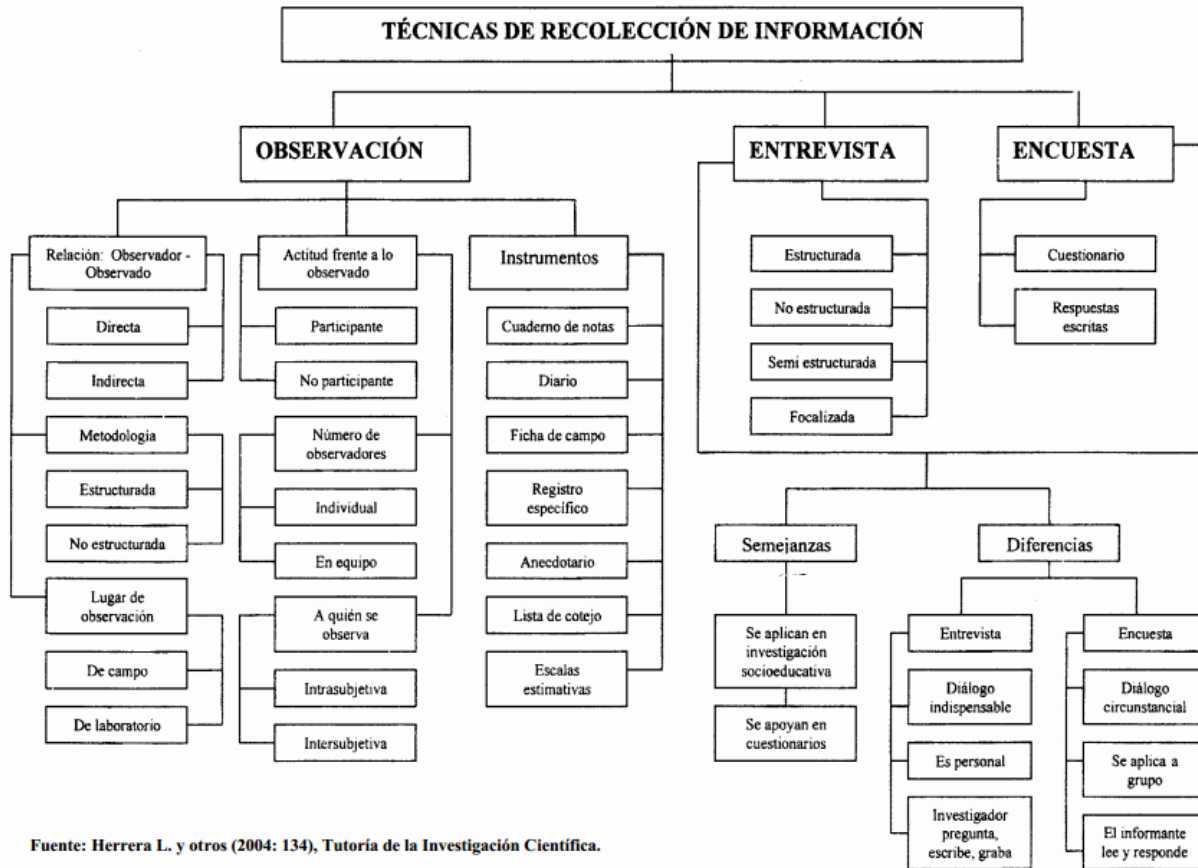 TÉCNICAS DE RECOLECCIÓN DE INFORMACIÓN
OBSERVACIÓN
ENTREVISTA
ENCUESTA
Relación: Observador -
Observado
Directa
Indirecta
Metodología
Estructurada
No estructurada
Lugar de
observación
De campo
De laboratorio
Actitud frente a lo
observado
Participante
No participante
Número de
observadores
Individual
En equipo
A quién se
observa
Intrasubjetiva
Intersubjetiva
Instrumentos
Cuaderno de notas
Diario
Ficha de campo
Registro
específico
Anecdotario
Lista de cotejo
Escalas
estimativas
Estructurada
No estructurada
Semi estructurada
Focalizada
Cuestionario
Respuestas
escritas
Semejanzas
Se aplican en
investigación
socioeducativa
Se apoyan en
cuestionarios
Diferencias
Entrevista
Diálogo
indispensable
Es personal
Investigador
pregunta,
escribe, graba
Encuesta
Diálogo
circunstancial
Se aplica a
grupo
El informante
lee y responde
Fuente: Herrera L. y otros (2004: 134), Tutoría de la Investigación Científica.